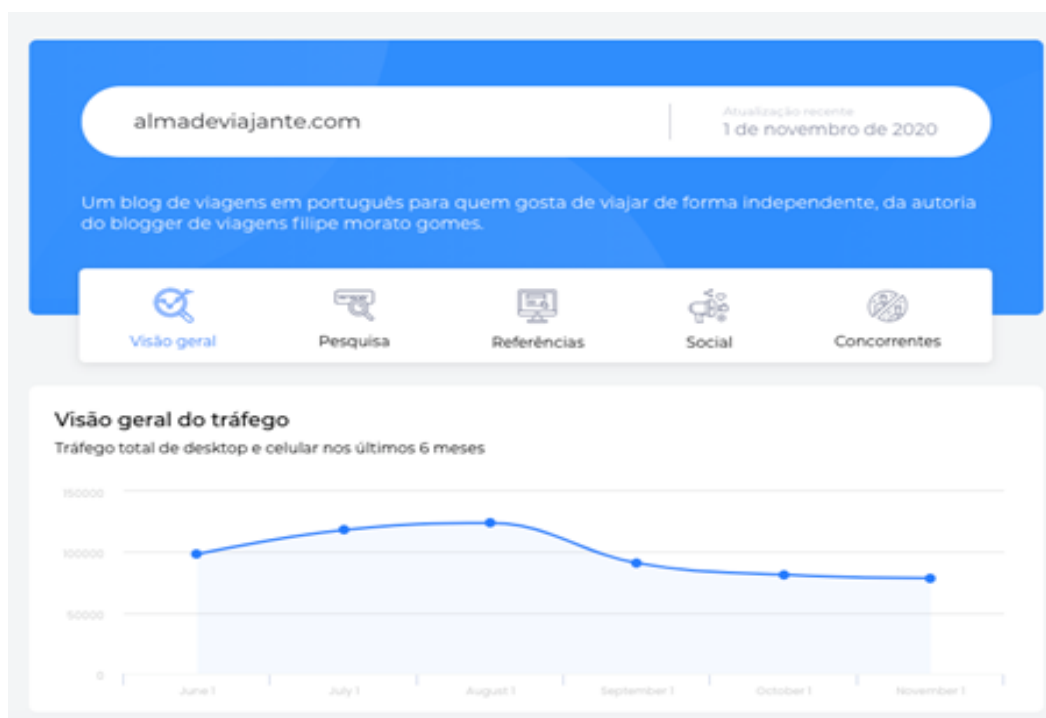 almadeviajante.com
Atualização recente
1 de novembro de 2020
Um blog de viagens em português para quem gosta de viajar de forma independente, da autoria
do blogger de viagens filipe morato gomes.
Visão geral
Pesquisa
Referências
Social
Concorrentes
Visão geral do tráfego
Tráfego total de desktop e celular nos últimos 6 meses
150000
100000
50000
0
June 1
July 1
August 1
September 1
October 1
November 1